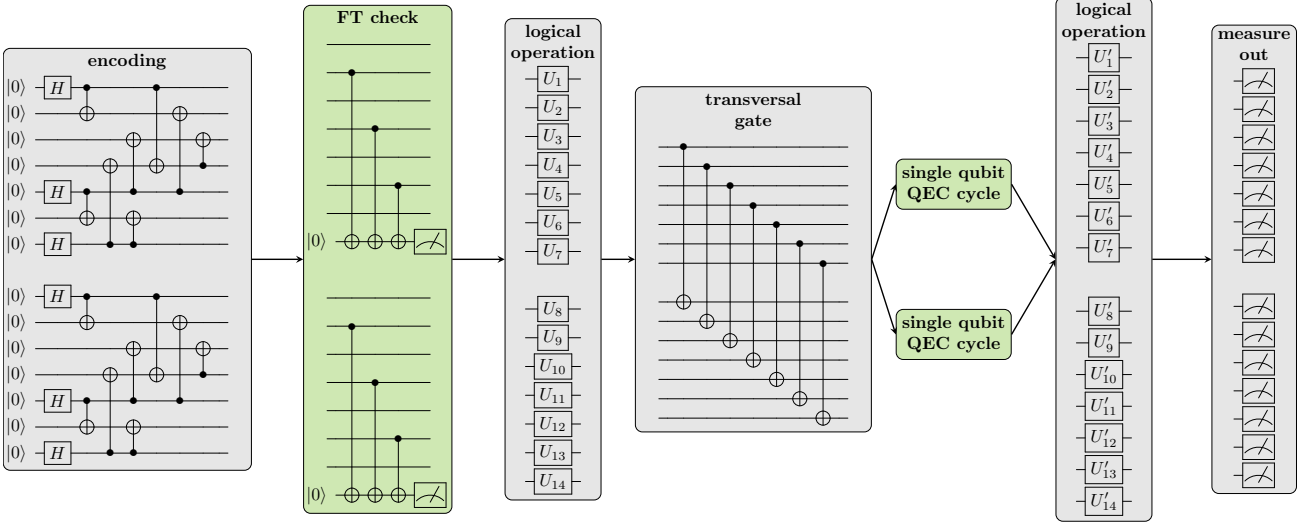 encoding
|0⟩ H
|0⟩
|0⟩
|0⟩
|0⟩ H
|0⟩
|0⟩ H
|0⟩ H
|0⟩
|0⟩
|0⟩
|0⟩ H
|0⟩
|0⟩ H
FT check
|0⟩
|0⟩
logical
operation
U₁
U₂
U₃
U₄
U₅
U₆
U₇
U₈
U₉
U₁₀
U₁₁
U₁₂
U₁₃
U₁₄
transversal
gate
single qubit
QEC cycle
single qubit
QEC cycle
logical
operation
U′₁
U′₂
U′₃
U′₄
U′₅
U′₆
U′₇
U′₈
U′₉
U′₁₀
U′₁₁
U′₁₂
U′₁₃
U′₁₄
measure
out